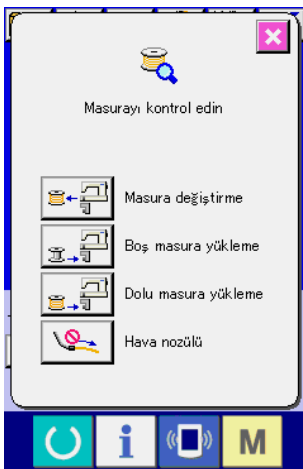 Masurayı kontrol edin
Masura değiştirme
Boş masura yükleme
Dolu masura yükleme
Hava nozülü
i
M